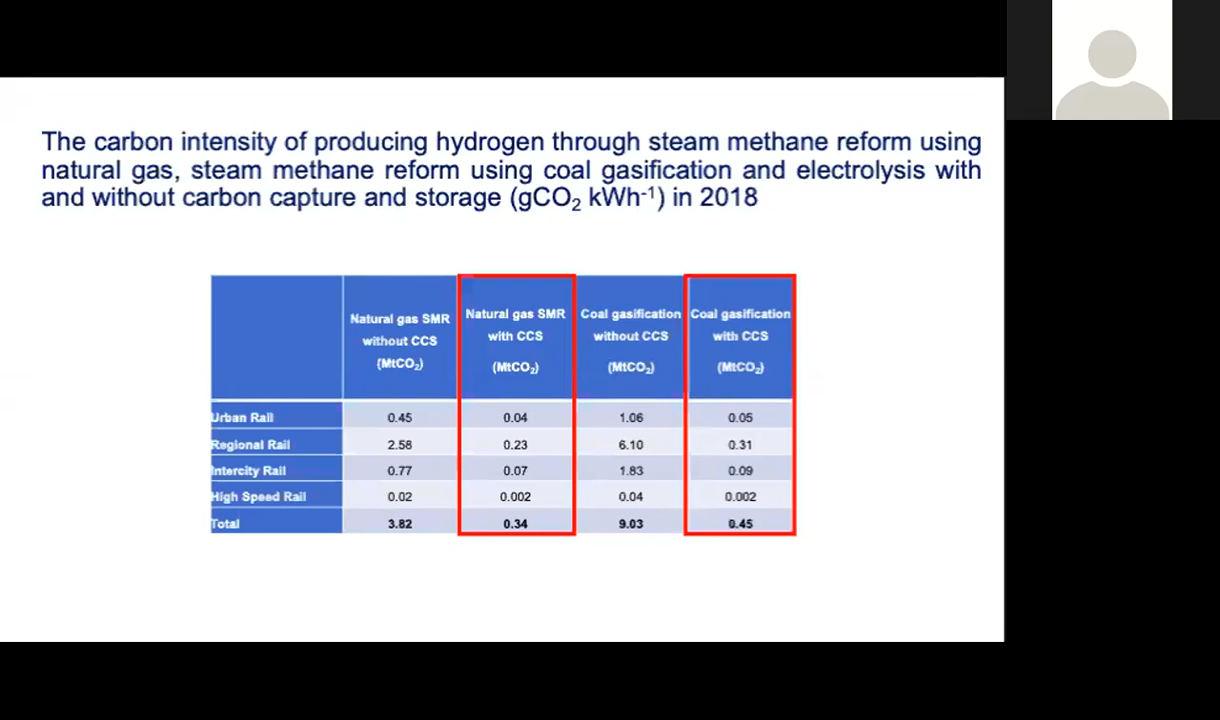 The carbon intensity of producing hydrogen through steam methane reform using
natural gas, steam methane reform using coal gasification and electrolysis with
and without carbon capture and storage (gCO₂ kWh⁻¹) in 2018
Natural gas SMR without CCS (MtCO₂) Natural gas SMR with CCS (MtCO₂) Coal gasification without CCS (MtCO₂) Coal gasification with CCS (MtCO₂)
Urban Rail 0.45 0.04 1.06 0.05
Regional Rail 2.58 0.23 6.10 0.31
Intercity Rail 0.77 0.07 1.83 0.09
High Speed Rail 0.02 0.002 0.04 0.002
Total 3.82 0.34 9.03 0.45